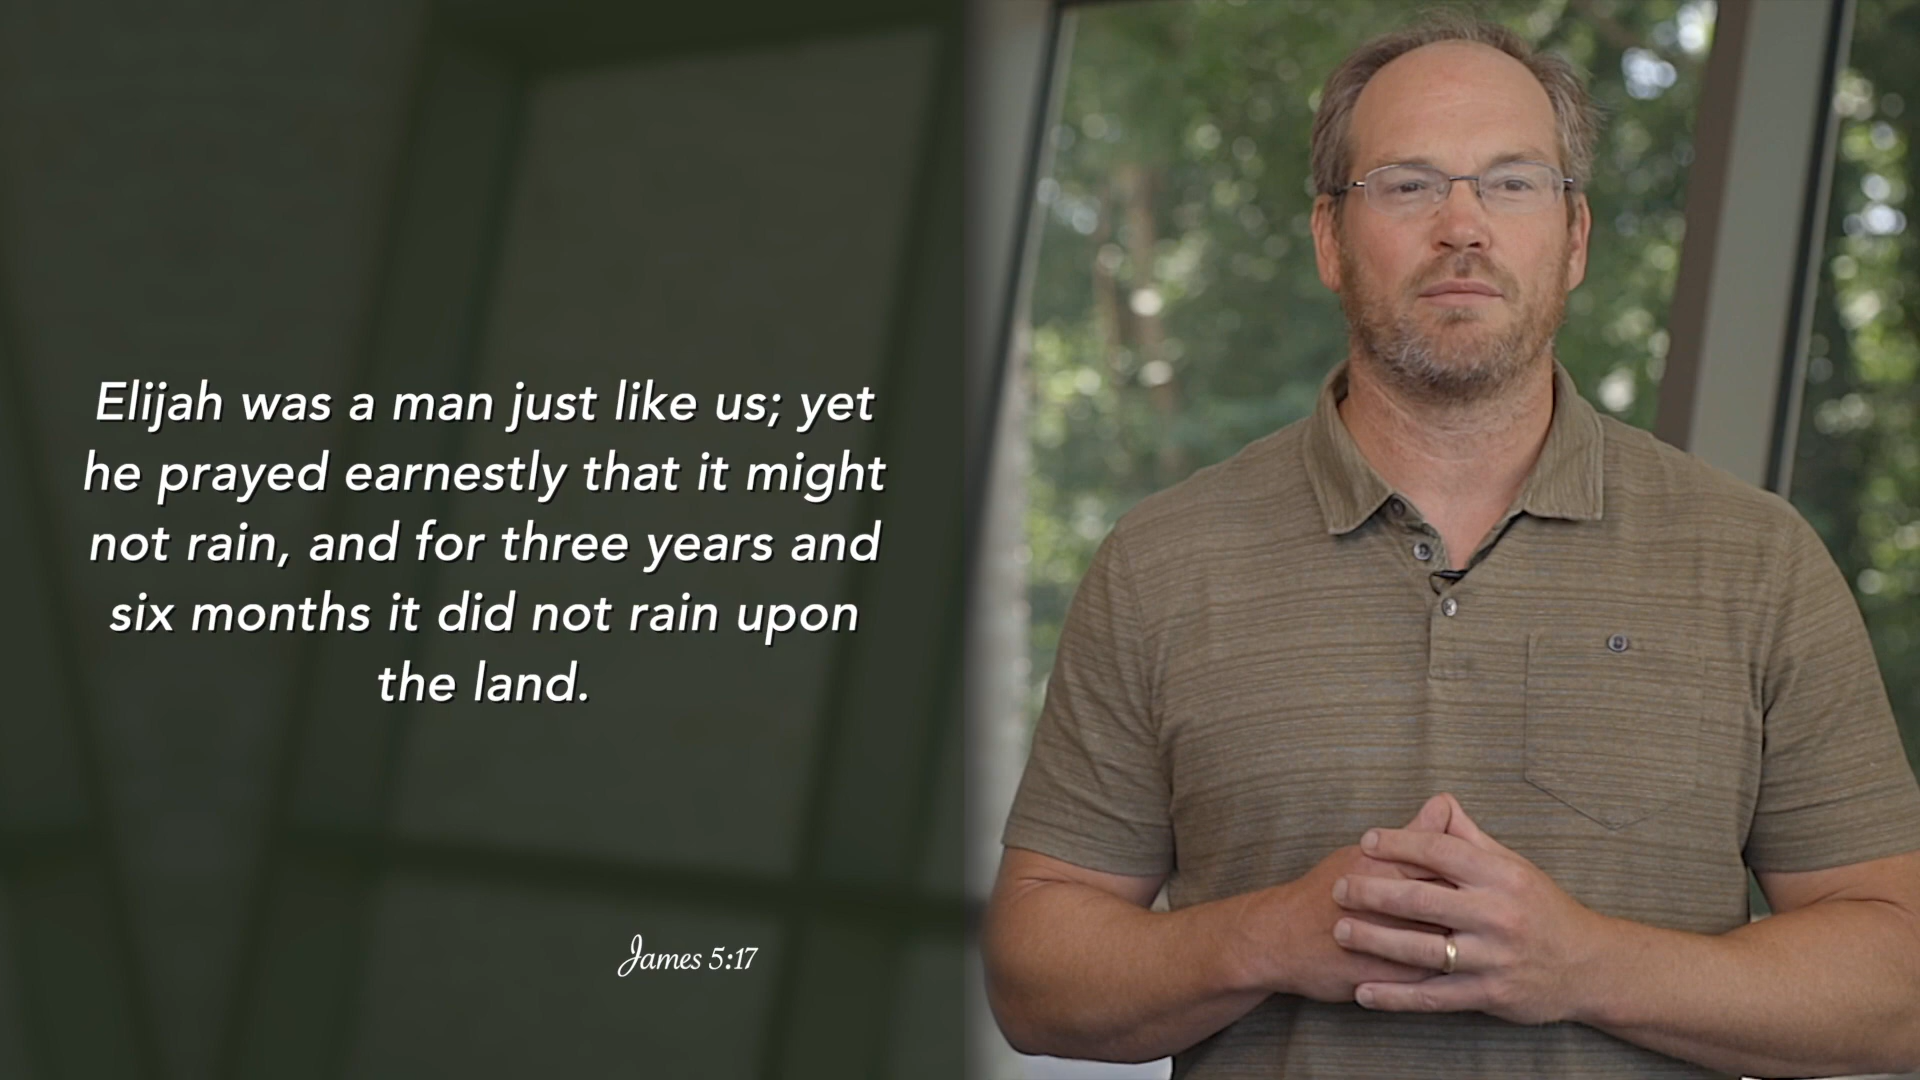 Elijah was a man just like us; yet
he prayed earnestly that it might
not rain, and for three years and
six months it did not rain upon
the land.
James 5:17